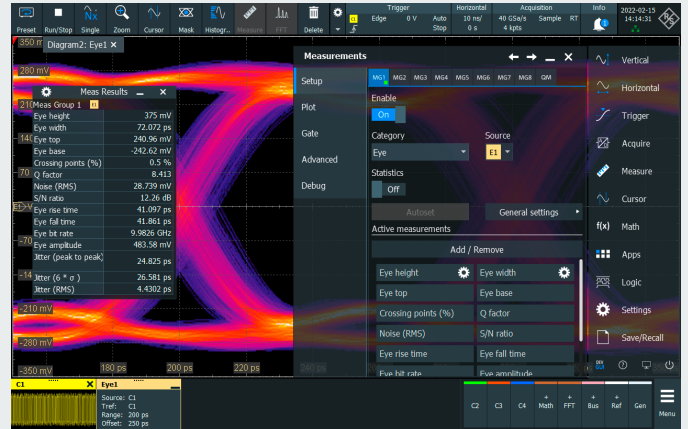 Trigger
Horizontal
Acquisition
Info
2022-02-15
14:14:31
Preset
Run/Stop
Single
Zoom
Cursor
Mask
Histogr...
Measure
FFT
Delete
Edge 0 V Auto
Stop
10 ns/
0 s
40 GSa/s Sample RT
4 kpts
350 m
Diagram2: Eye1 ×
280 mV
Meas Results
Meas Group 1 E1
Eye height 375 mV
Eye width 72.072 ps
Eye top 240.96 mV
Eye base -242.62 mV
Crossing points (%) 0.5 %
Q factor 8.413
Noise (RMS) 28.739 mV
S/N ratio 12.26 dB
Eye rise time 41.097 ps
Eye fall time 41.861 ps
Eye bit rate 9.9826 GHz
Eye amplitude 483.58 mV
Jitter (peak to peak) 24.825 ps
Jitter (6 * σ ) 26.581 ps
Jitter (RMS) 4.4302 ps
210
140
70
-70
-14
-210 mV
-280 mV
-350 mV
180 ps
200 ps
220 ps
Measurements
Setup
Plot
Gate
Advanced
Debug
MG1 MG2 MG3 MG4 MG5 MG6 MG7 MG8 QM
Enable
On
Category
Source
Eye
E1
Statistics
Off
Autoset
General settings
Active measurements
Add / Remove
Eye height
Eye width
Eye top
Eye base
Crossing points (%)
Q factor
Noise (RMS)
S/N ratio
Eye rise time
Eye fall time
Eye bit rate
Eye amplitude
Vertical
Horizontal
Trigger
Acquire
Measure
Cursor
f(x) Math
Apps
Logic
Settings
Save/Recall
C1
Eye1
Source: C1
Tref: C1
Range: 200 ps
Offset: 250 ps
C2
C3
C4
+
Math
+
FFT
+
Bus
+
Ref
Gen
Menu